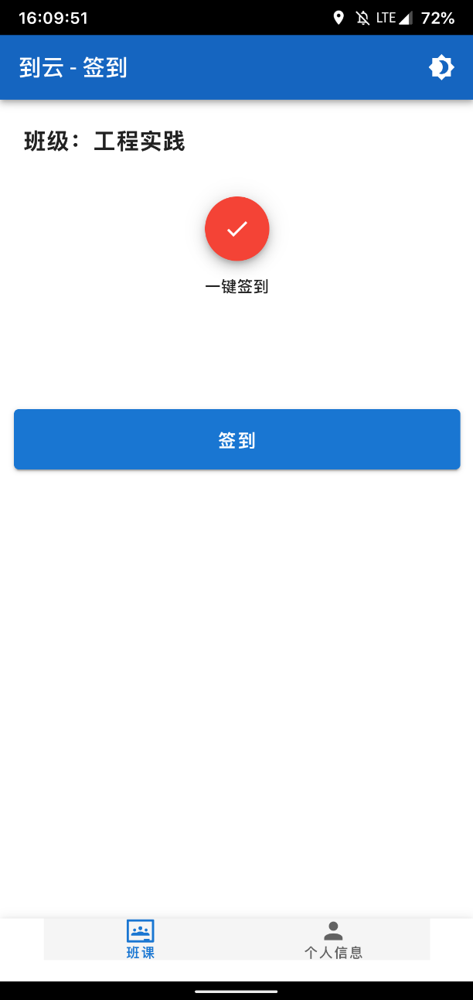 16:09:51 LTE 72%
到云 - 签到
班级：工程实践
一键签到
签到
班课 个人信息